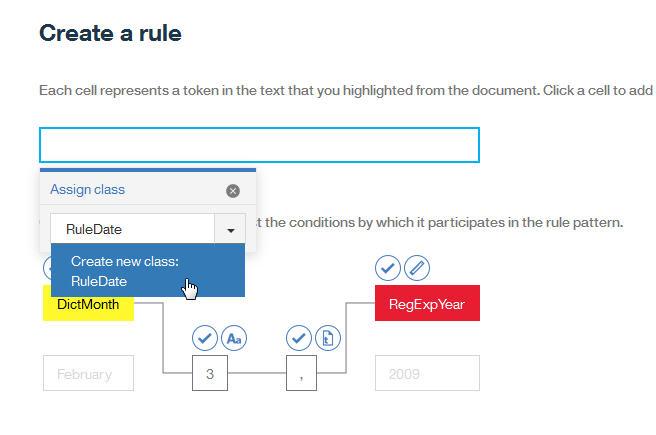 Create a rule
Each cell represents a token in the text that you highlighted from the document. Click a cell to add
Assign class
RuleDate
t the conditions by which it participates in the rule pattern.
Create new class:
RuleDate
DictMonth
RegExpYear
Aa
t
February
3
,
2009